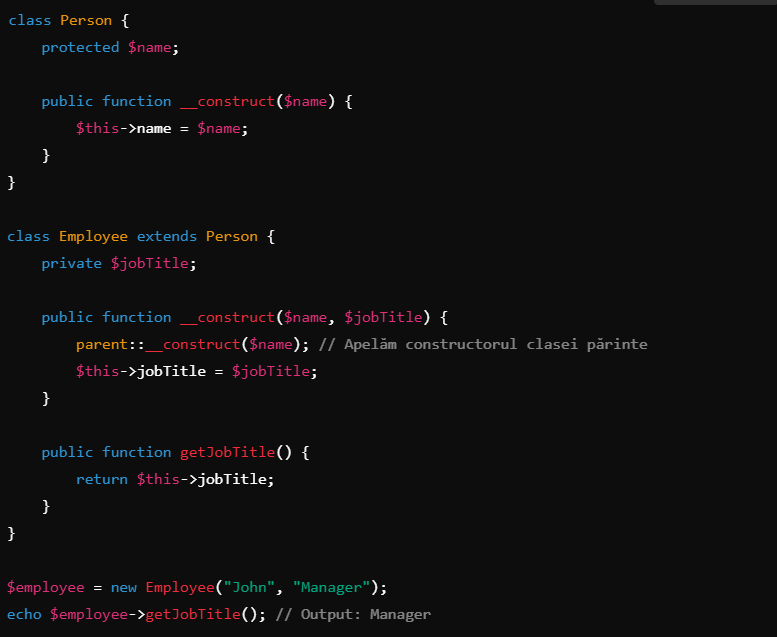 class Person {
    protected $name;

    public function __construct($name) {
        $this->name = $name;
    }
}

class Employee extends Person {
    private $jobTitle;

    public function __construct($name, $jobTitle) {
        parent::__construct($name); // Apelăm constructorul clasei părinte
        $this->jobTitle = $jobTitle;
    }

    public function getJobTitle() {
        return $this->jobTitle;
    }
}

$employee = new Employee("John", "Manager");
echo $employee->getJobTitle(); // Output: Manager